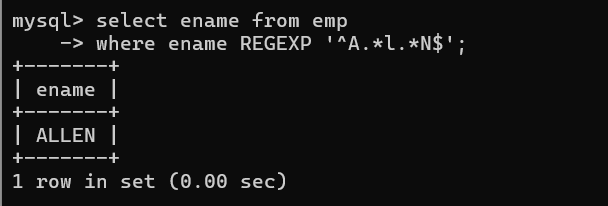 mysql> select ename from emp
    -> where ename REGEXP '^A.*l.*N$';
+-------+
| ename |
+-------+
| ALLEN |
+-------+
1 row in set (0.00 sec)